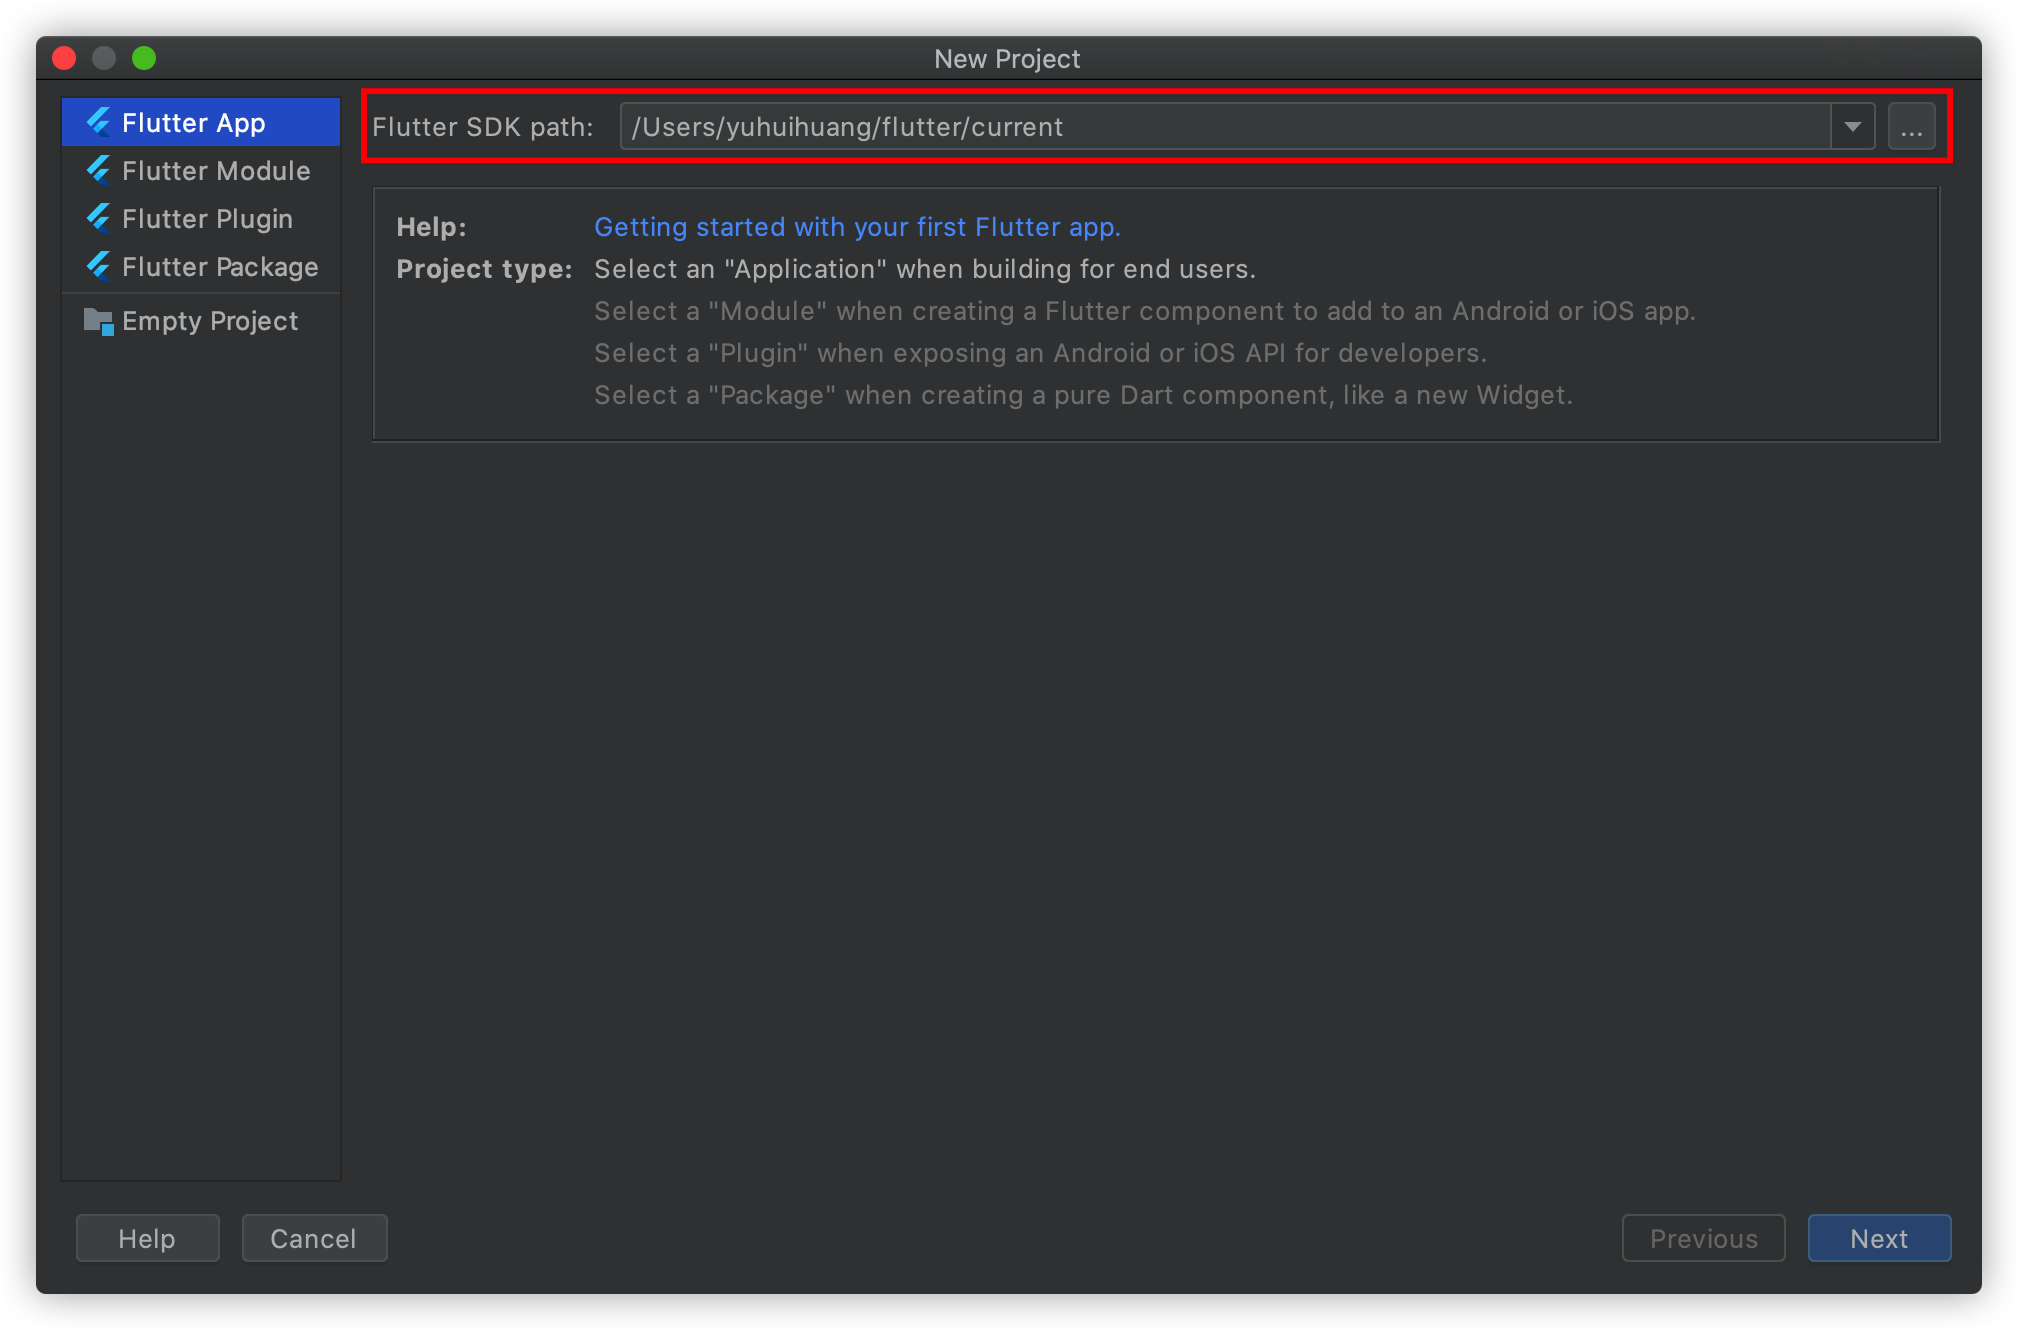 New Project
Flutter App
Flutter Module
Flutter Plugin
Flutter Package
Empty Project
Flutter SDK path: /Users/yuhuihuang/flutter/current ...
Help: Getting started with your first Flutter app.
Project type: Select an "Application" when building for end users.
Select a "Module" when creating a Flutter component to add to an Android or iOS app.
Select a "Plugin" when exposing an Android or iOS API for developers.
Select a "Package" when creating a pure Dart component, like a new Widget.
Help Cancel Previous Next